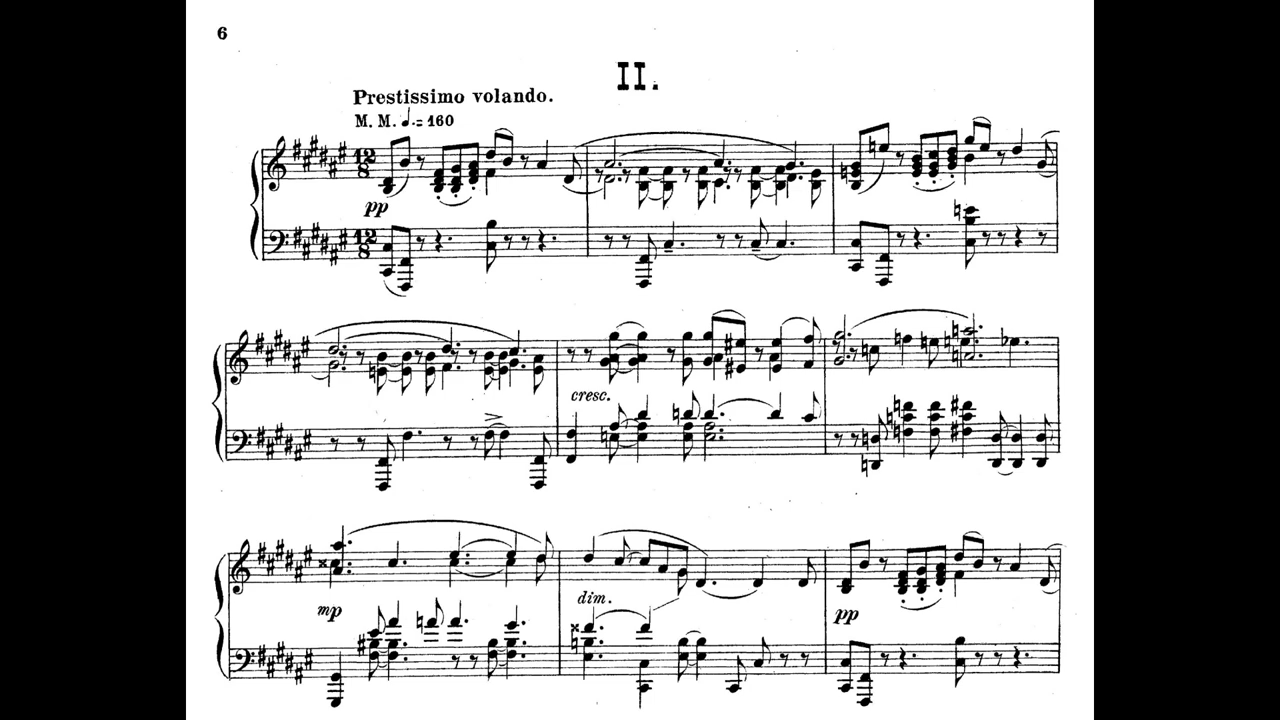 6
II.
Prestissimo volando.
M. M. ♩. = 160
12
8
12
8
pp
cresc.
mp
dim.
pp